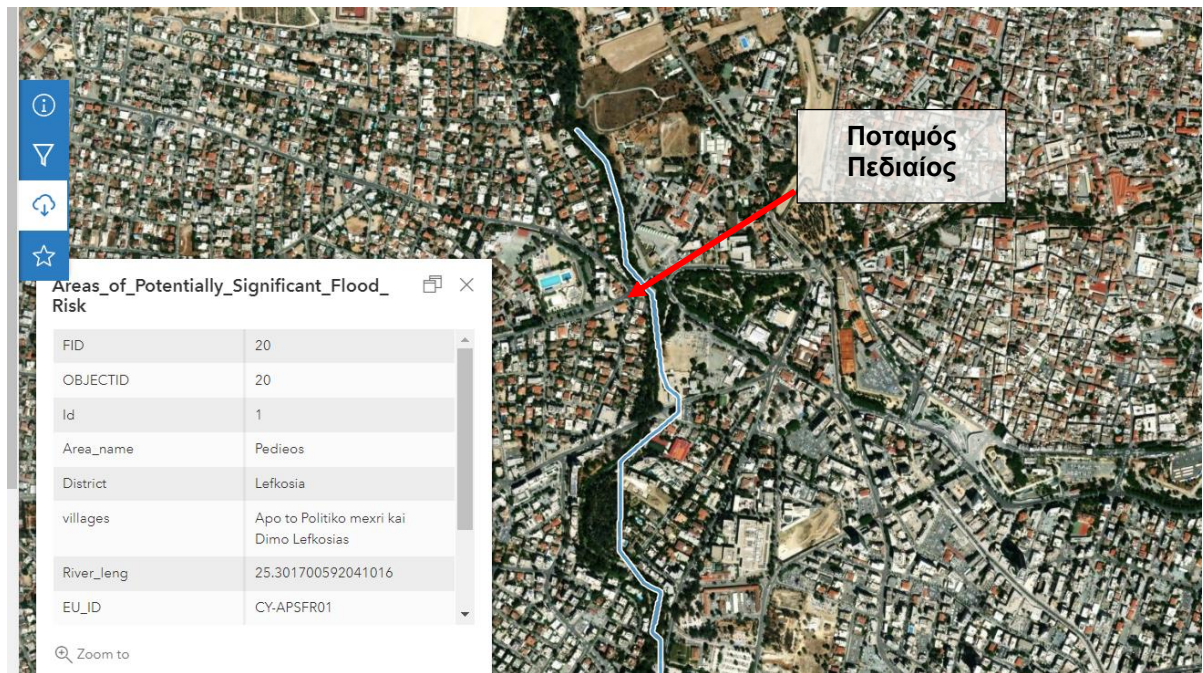 Ποταμός
Πεδιαίος
Areas_of_Potentially_Significant_Flood_
Risk
FID 20
OBJECTID 20
Id 1
Area_name Pedieos
District Lefkosia
villages Apo to Politiko mexri kai
Dimo Lefkosias
River_leng 25.301700592041016
EU_ID CY-APSFR01
Zoom to